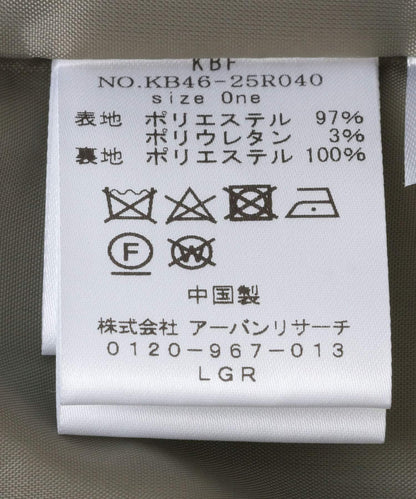 KBF
NO.KB46-25R040
size One
表地 ポリエステル 97%
ポリウレタン 3%
裏地 ポリエステル 100%
F W
中国製
株式会社 アーバンリサーチ
0120-967-013
LGR